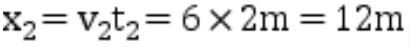 x₂ = v₂t₂ = 6 × 2m = 12m